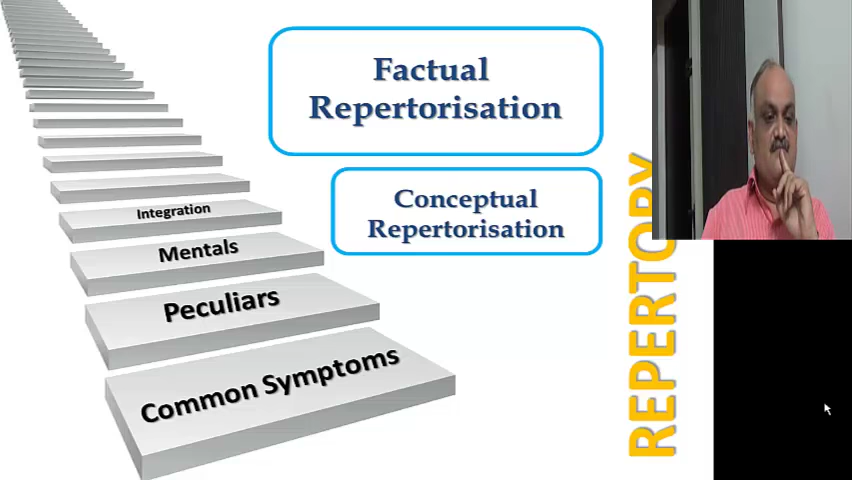 Factual
Repertorisation
Conceptual
Repertorisation
Integration
Mentals
Peculiars
Common Symptoms
REPERTORY